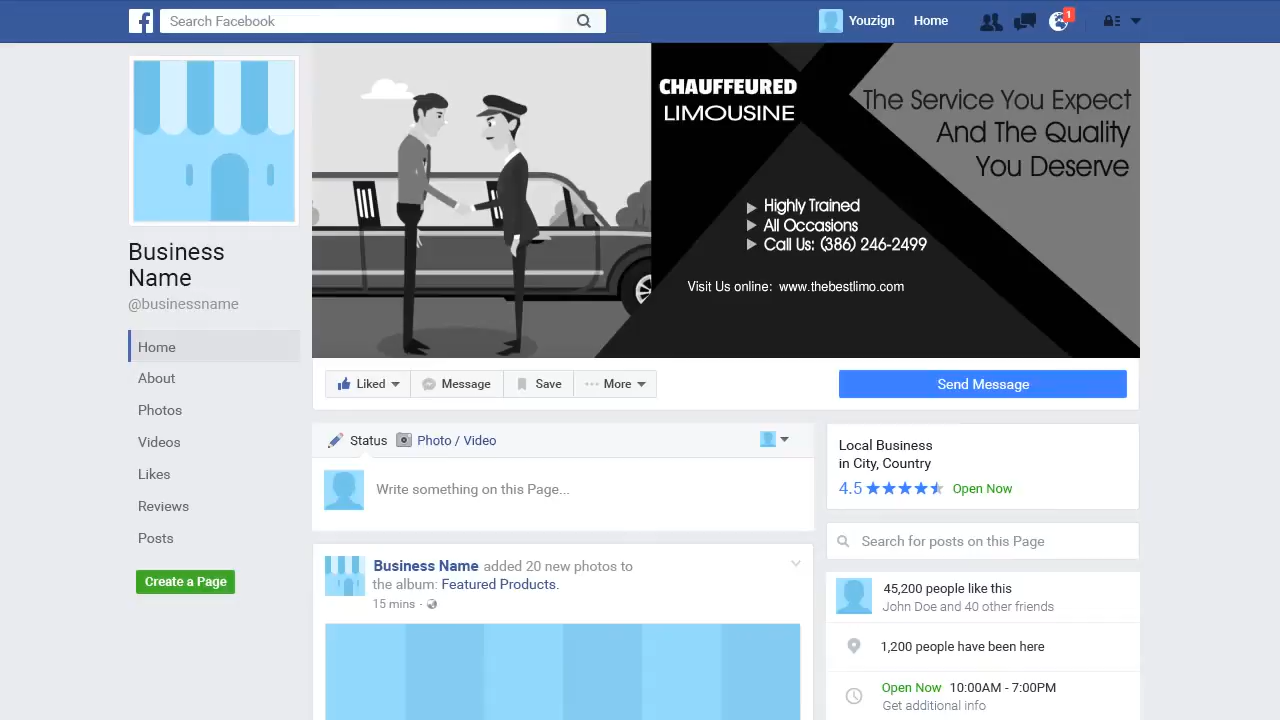 Search Facebook
Youzign
Home
1
CHAUFFEURED
LIMOUSINE
The Service You Expect
And The Quality
You Deserve
Highly Trained
All Occasions
Call Us: (386) 246-2499
Visit Us online: www.thebestlimo.com
Business
Name
@businessname
Home
About
Photos
Videos
Likes
Reviews
Posts
Create a Page
Liked
Message
Save
More
Send Message
Status
Photo / Video
Write something on this Page...
Business Name added 20 new photos to
the album: Featured Products.
15 mins ·
Local Business
in City, Country
4.5
Open Now
Search for posts on this Page
45,200 people like this
John Doe and 40 other friends
1,200 people have been here
Open Now 10:00AM - 7:00PM
Get additional info